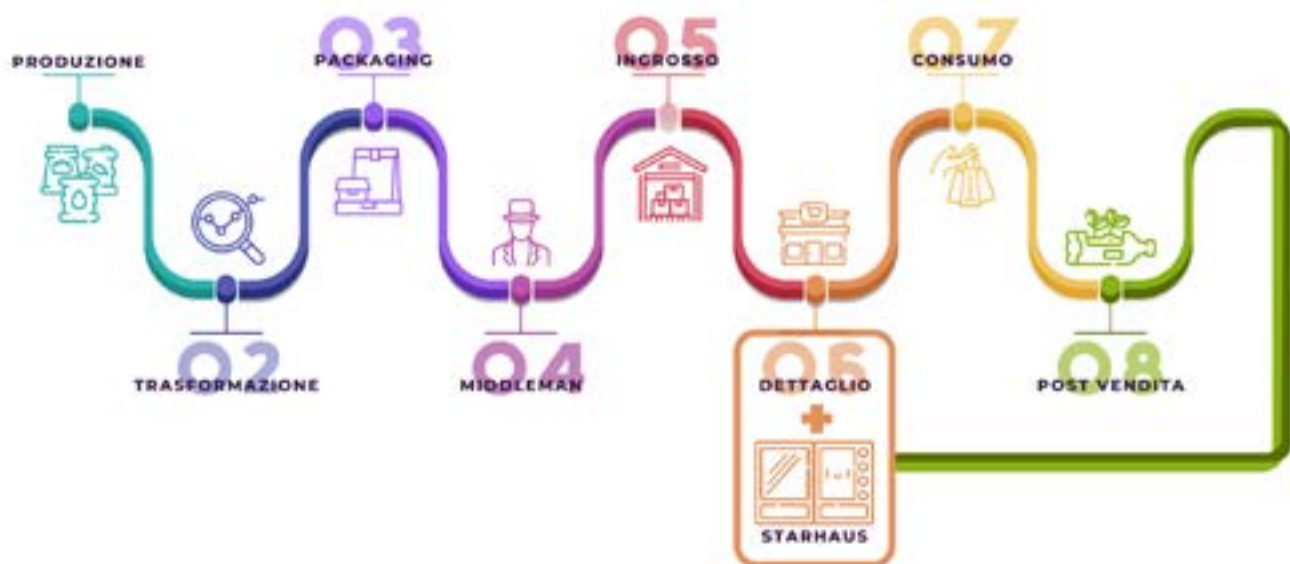 PRODUZIONE
02
TRASFORMAZIONE
03
PACKAGING
04
MIDDLEMAN
05
INGROSSO
06
DETTAGLIO
STARHAUS
07
CONSUMO
08
POST VENDITA